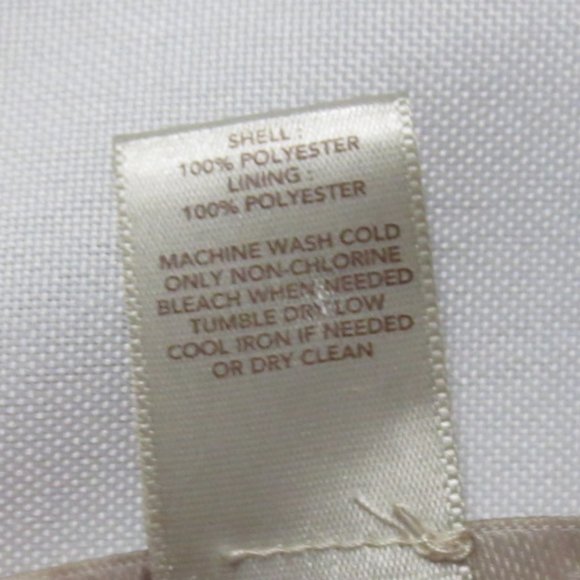 SHELL :
100% POLYESTER
LINING :
100% POLYESTER
MACHINE WASH COLD
ONLY NON-CHLORINE
BLEACH WHEN NEEDED
TUMBLE DRY LOW
COOL IRON IF NEEDED
OR DRY CLEAN